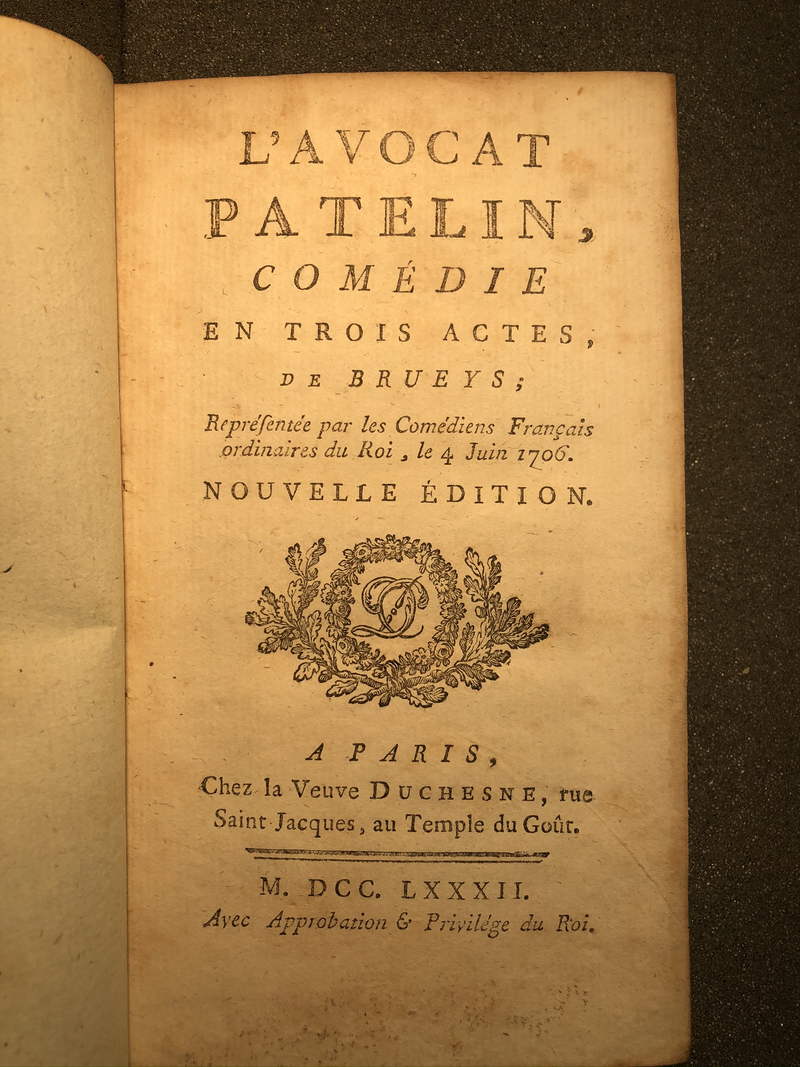 L'AVOCAT
PATELIN,
COMÉDIE
EN TROIS ACTES,
DE BRUEYS;
Repréſentée par les Comédiens Français
ordinaires du Roi, le 4 Juin 1706.
NOUVELLE ÉDITION.
A PARIS,
Chez la Veuve DUCHESNE, rue
Saint-Jacques, au Temple du Goût.
M. DCC. LXXXII.
Avec Approbation & Privilége du Roi.